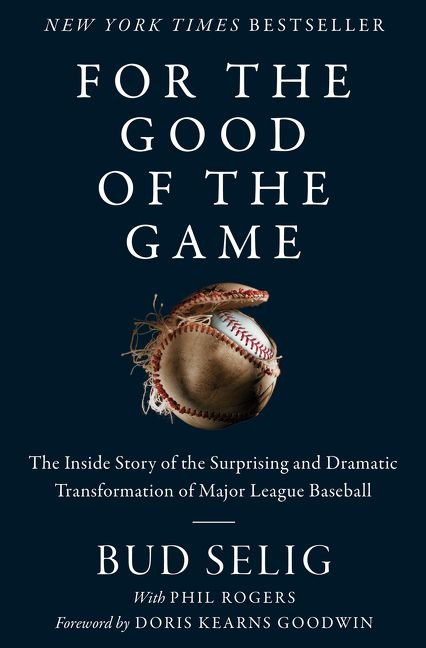 NEW YORK TIMES BESTSELLER
FOR THE
GOOD
OF THE
GAME
The Inside Story of the Surprising and Dramatic
Transformation of Major League Baseball
BUD SELIG
With PHIL ROGERS
Foreword by DORIS KEARNS GOODWIN